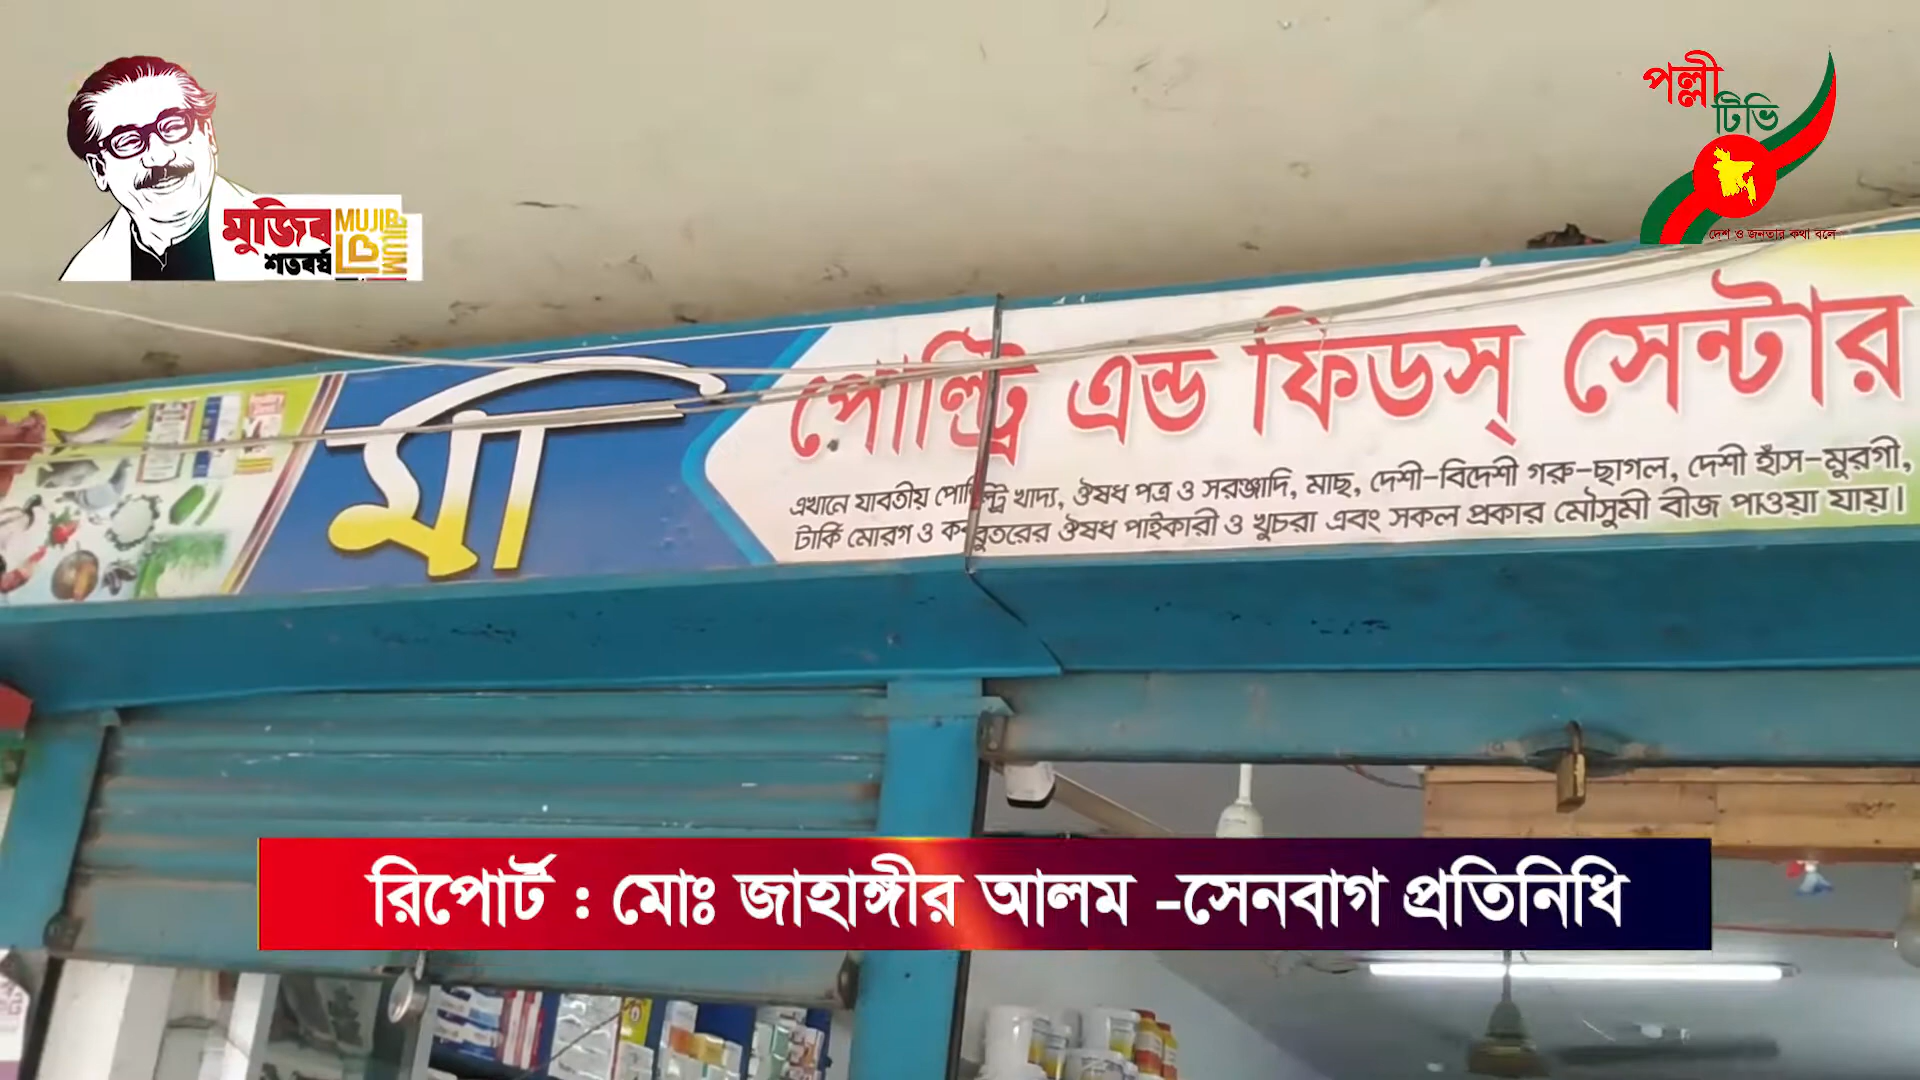 মুজিব
শতবর্ষ
MUJIB
পল্লী
টিভি
দেশ ও জনতার কথা বলে
মা
পোল্ট্রি এন্ড ফিডস্ সেন্টার
এখানে যাবতীয় পোল্ট্রি খাদ্য, ঔষধ পত্র ও সরঞ্জাদি, মাছ, দেশী-বিদেশী গরু-ছাগল, দেশী হাঁস-মুরগী,
টার্কি মোরগ ও কবুতরের ঔষধ পাইকারী ও খুচরা এবং সকল প্রকার মৌসুমী বীজ পাওয়া যায়।
রিপোর্ট : মোঃ জাহাঙ্গীর আলম -সেনবাগ প্রতিনিধি